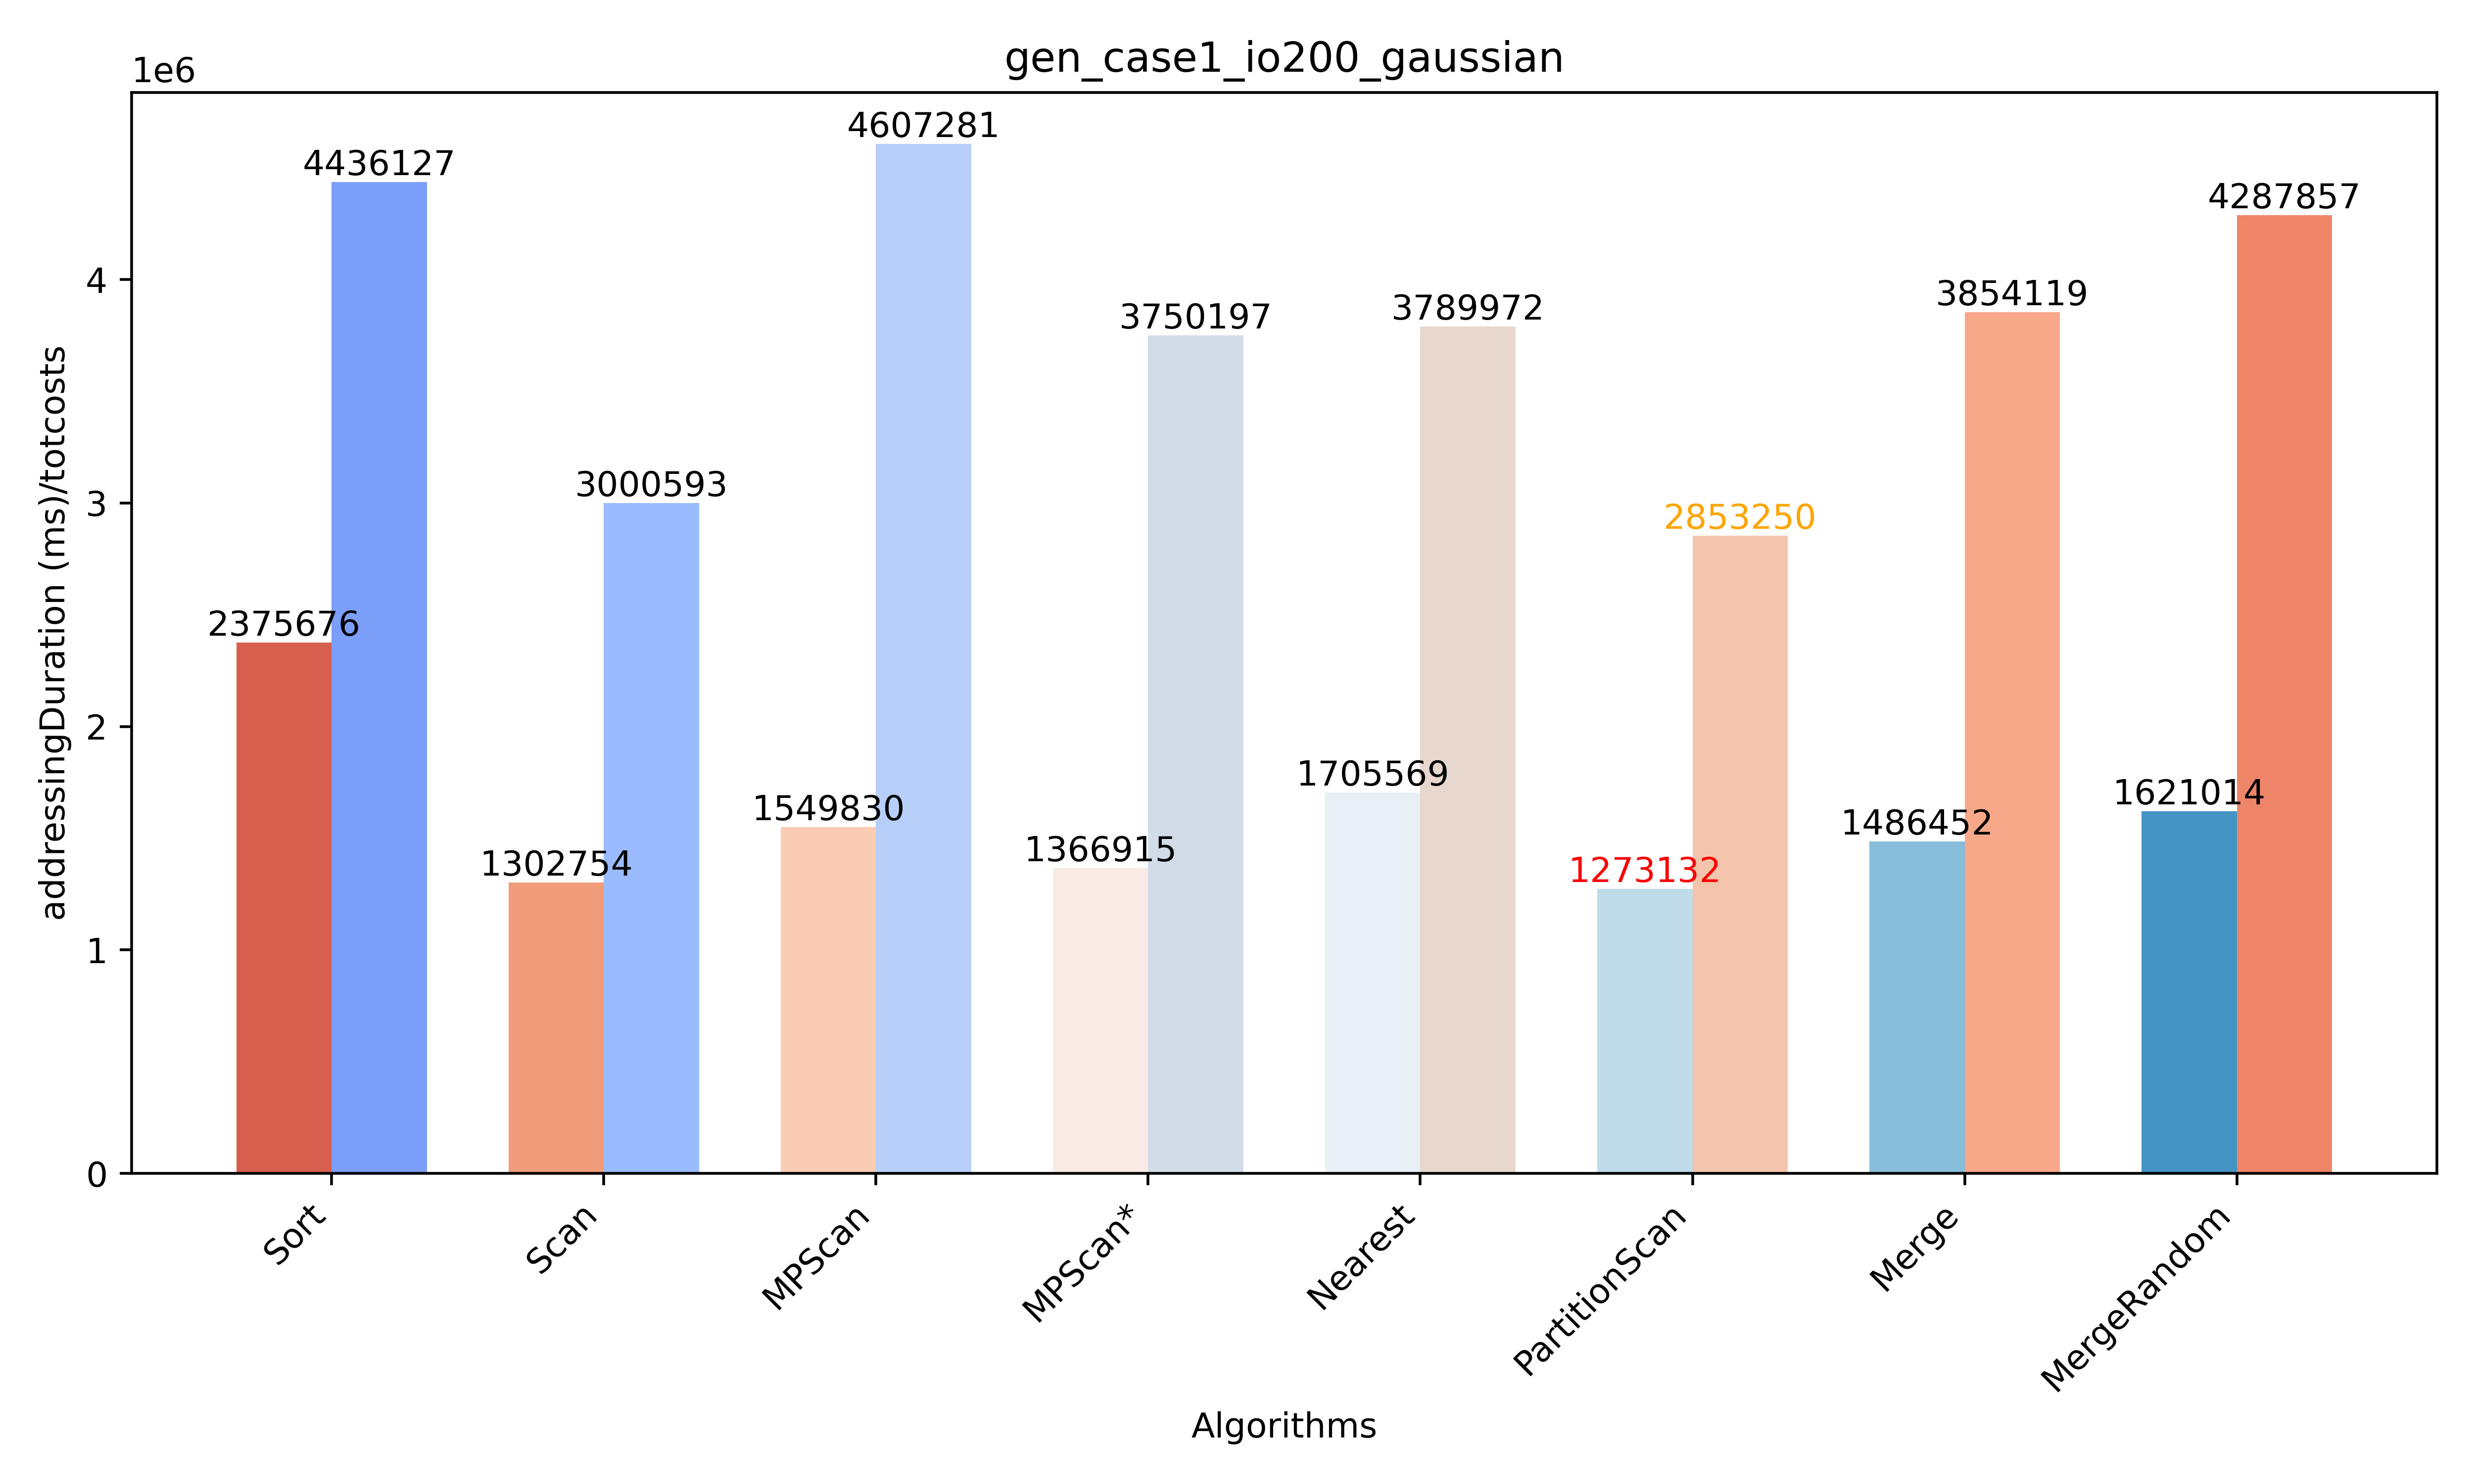 gen_case1_io200_gaussian
1e6
addressingDuration (ms)/totcosts
4
3
2
1
0
2375676
4436127
1302754
3000593
1549830
4607281
1366915
3750197
1705569
3789972
1273132
2853250
1486452
3854119
1621014
4287857
Sort
Scan
MPScan
MPScan*
Nearest
PartitionScan
Merge
MergeRandom
Algorithms